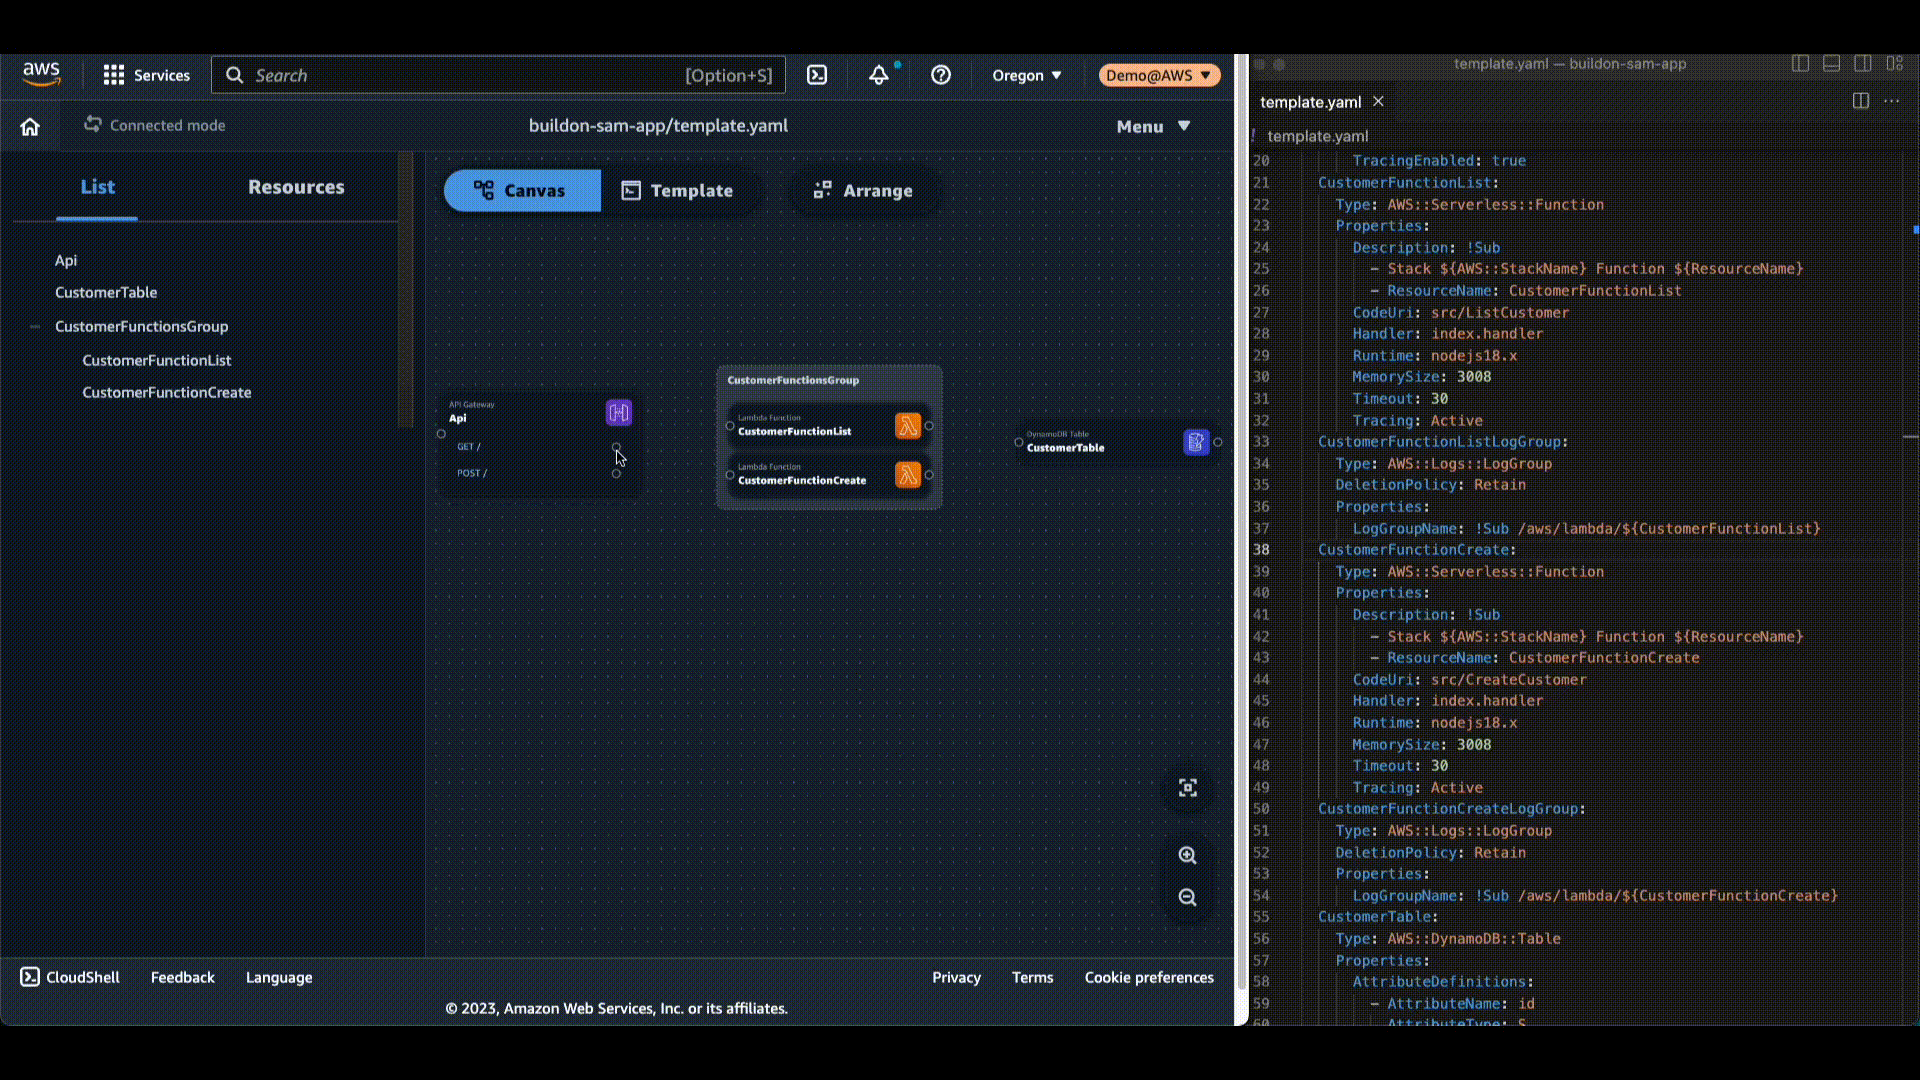 aws
Services
Search
[Option+S]
Oregon
Demo@AWS
Connected mode
buildon-sam-app/template.yaml
Menu
List
Resources
Api
CustomerTable
CustomerFunctionsGroup
CustomerFunctionList
CustomerFunctionCreate
Canvas
Template
Arrange
API Gateway
Api
GET /
POST /
CustomerFunctionsGroup
Lambda Function
CustomerFunctionList
Lambda Function
CustomerFunctionCreate
DynamoDB Table
CustomerTable
CloudShell
Feedback
Language
Privacy
Terms
Cookie preferences
© 2023, Amazon Web Services, Inc. or its affiliates.
template.yaml — buildon-sam-app
template.yaml
! template.yaml
20 TracingEnabled: true
21 CustomerFunctionList:
22 Type: AWS::Serverless::Function
23 Properties:
24 Description: !Sub
25 - Stack ${AWS::StackName} Function ${ResourceName}
26 - ResourceName: CustomerFunctionList
27 CodeUri: src/ListCustomer
28 Handler: index.handler
29 Runtime: nodejs18.x
30 MemorySize: 3008
31 Timeout: 30
32 Tracing: Active
33 CustomerFunctionListLogGroup:
34 Type: AWS::Logs::LogGroup
35 DeletionPolicy: Retain
36 Properties:
37 LogGroupName: !Sub /aws/lambda/${CustomerFunctionList}
38 CustomerFunctionCreate:
39 Type: AWS::Serverless::Function
40 Properties:
41 Description: !Sub
42 - Stack ${AWS::StackName} Function ${ResourceName}
43 - ResourceName: CustomerFunctionCreate
44 CodeUri: src/CreateCustomer
45 Handler: index.handler
46 Runtime: nodejs18.x
47 MemorySize: 3008
48 Timeout: 30
49 Tracing: Active
50 CustomerFunctionCreateLogGroup:
51 Type: AWS::Logs::LogGroup
52 DeletionPolicy: Retain
53 Properties:
54 LogGroupName: !Sub /aws/lambda/${CustomerFunctionCreate}
55 CustomerTable:
56 Type: AWS::DynamoDB::Table
57 Properties:
58 AttributeDefinitions:
59 - AttributeName: id
60 AttributeType: S